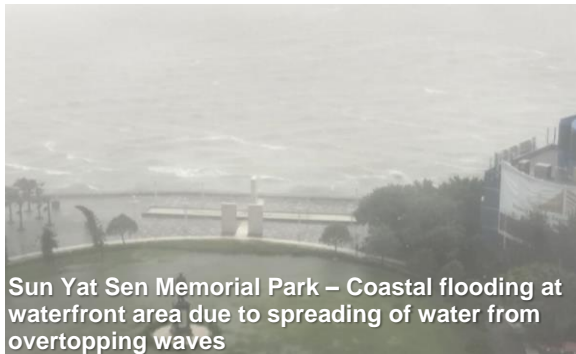 Sun Yat Sen Memorial Park – Coastal flooding at
waterfront area due to spreading of water from
overtopping waves